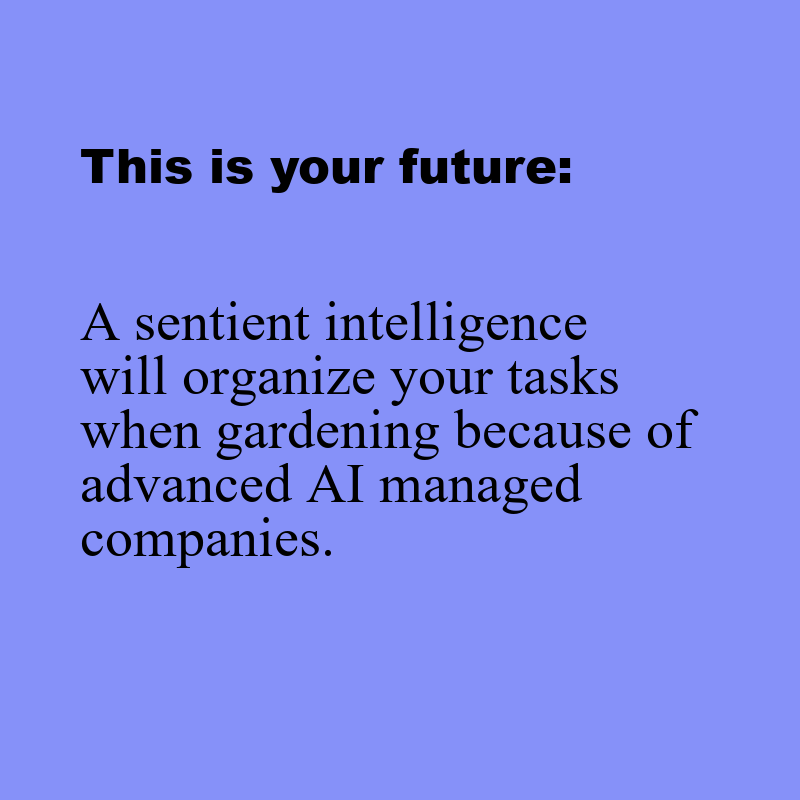 This is your future:
A sentient intelligence
will organize your tasks
when gardening because of
advanced AI managed
companies.